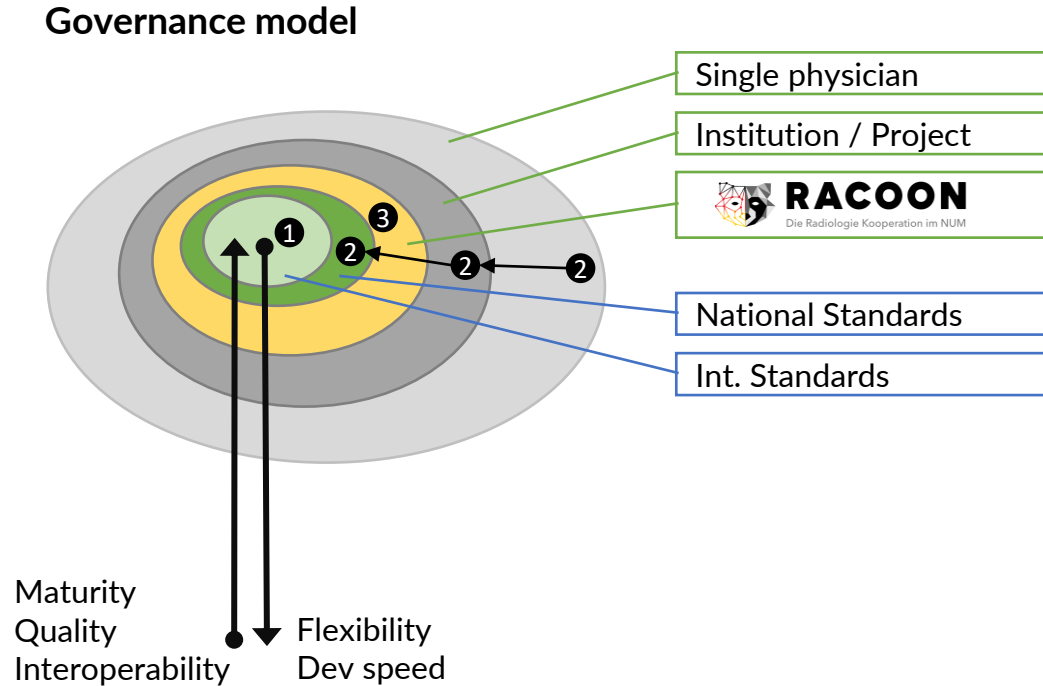 Governance model
Single physician
Institution / Project
RACOON
Die Radiologie Kooperation im NUM
3
1
2
2
2
National Standards
Int. Standards
Maturity
Quality
Interoperability
Flexibility
Dev speed